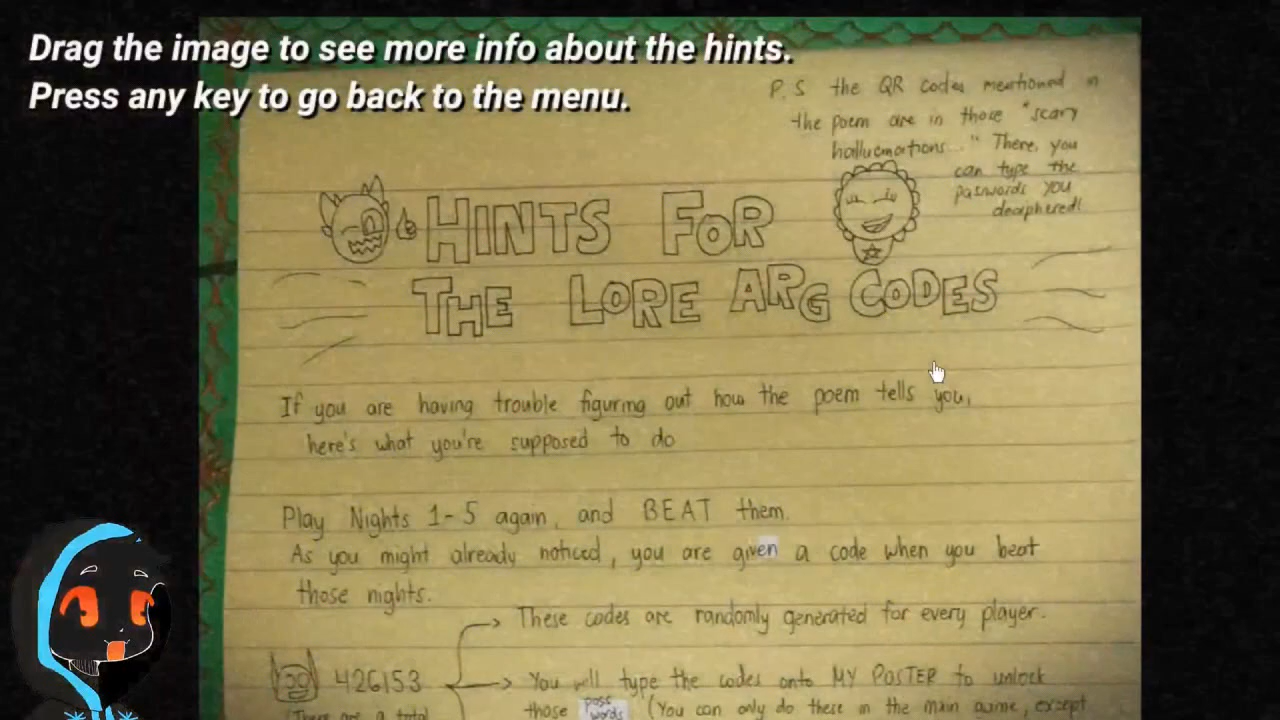 Drag the image to see more info about the hints.
Press any key to go back to the menu.
P.S the QR codes mentioned in
the poem are in those "scary
hallucinations..." There, you
can type the
passwords you
deciphered!
HINTS FOR
THE LORE ARG CODES
If you are having trouble figuring out how the poem tells you,
here's what you're supposed to do
Play Nights 1-5 again, and BEAT them.
As you might already noticed, you are given a code when you beat
those nights.
These codes are randomly generated for every player.
426153
You will type the codes onto MY POSTER to unlock
(There are a total
those pass words (You can only do these in the main game, except